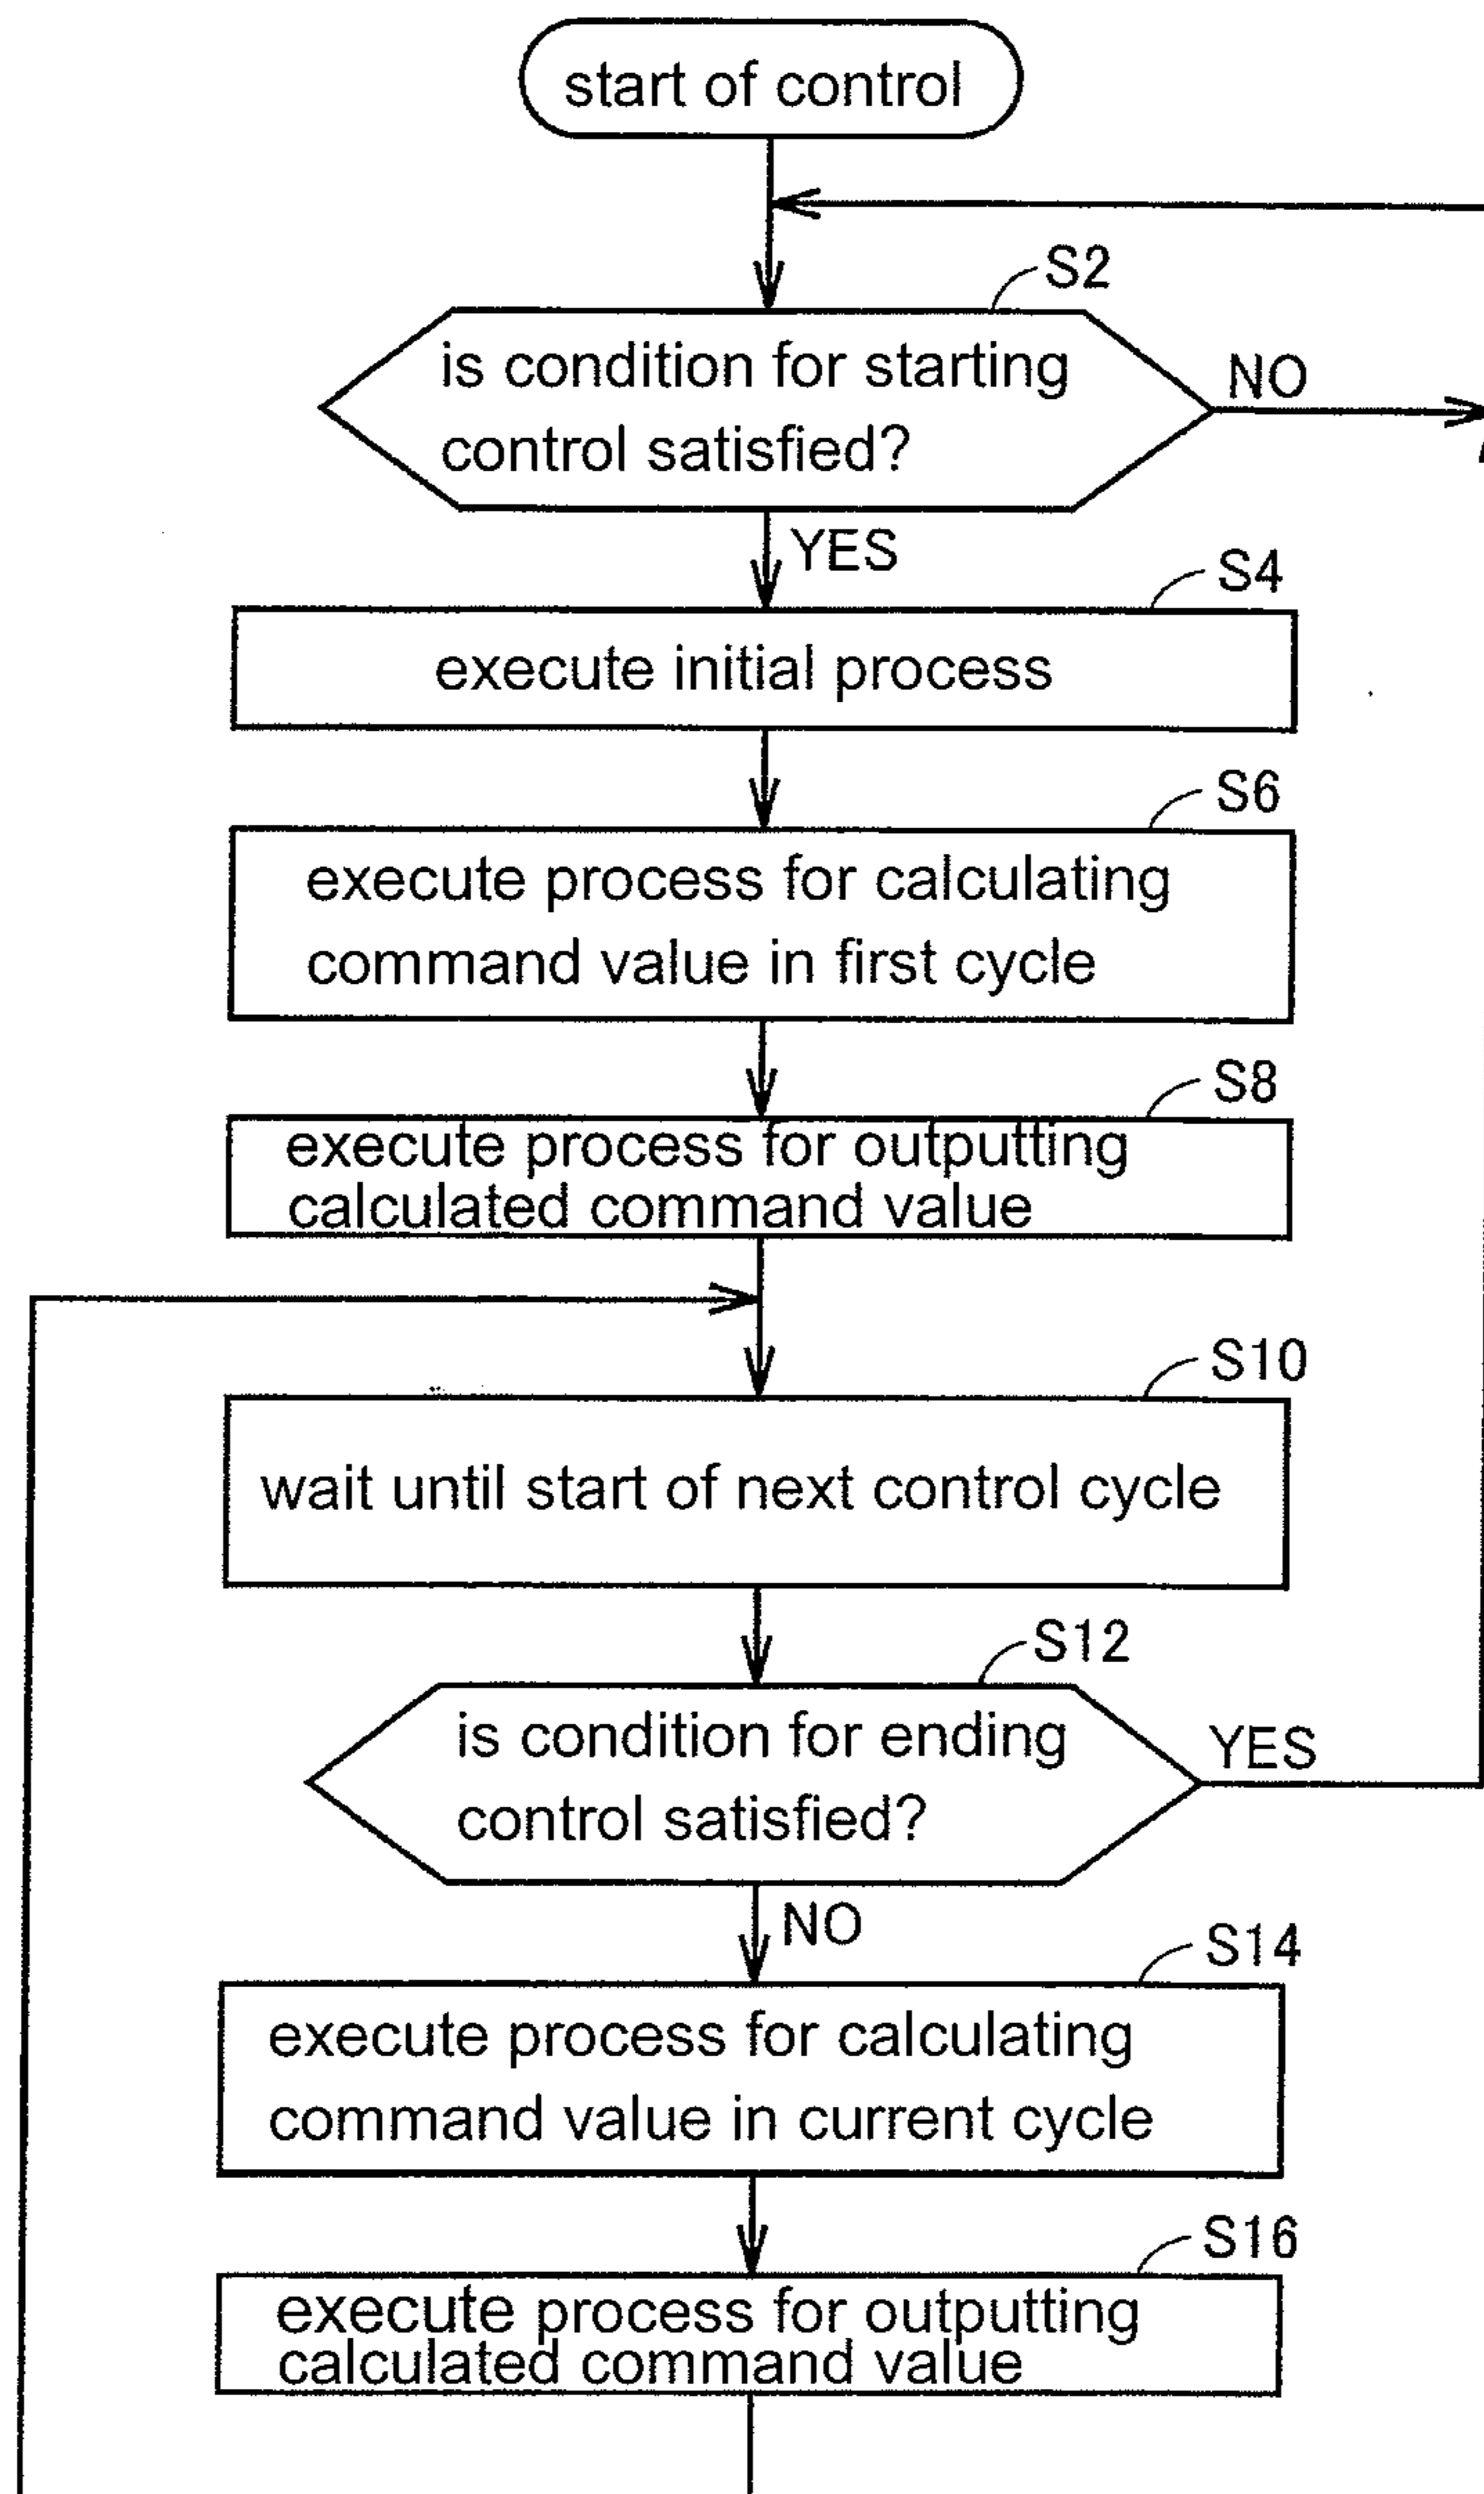 start of control
S2
is condition for starting
control satisfied?
NO
YES
S4
execute initial process
S6
execute process for calculating
command value in first cycle
S8
execute process for outputting
calculated command value
S10
wait until start of next control cycle
S12
is condition for ending
control satisfied?
YES
NO
S14
execute process for calculating
command value in current cycle
S16
execute process for outputting
calculated command value